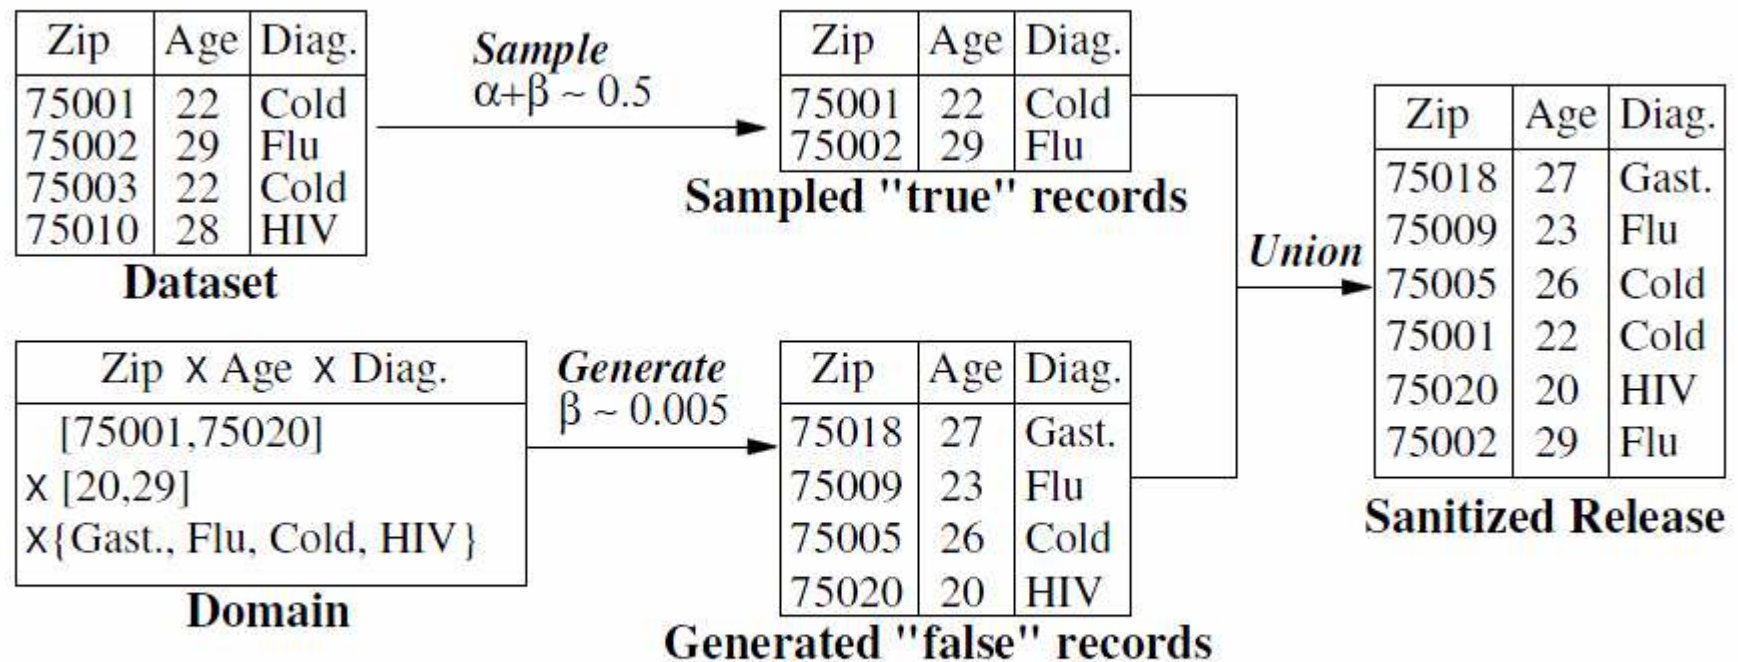 Zip Age Diag.
75001 22 Cold
75002 29 Flu
75003 22 Cold
75010 28 HIV
Dataset
Sample
α+β ~ 0.5
Zip Age Diag.
75001 22 Cold
75002 29 Flu
Sampled "true" records
Zip X Age X Diag.
[75001,75020]
X [20,29]
X{Gast., Flu, Cold, HIV}
Domain
Generate
β ~ 0.005
Zip Age Diag.
75018 27 Gast.
75009 23 Flu
75005 26 Cold
75020 20 HIV
Generated "false" records
Union
Zip Age Diag.
75018 27 Gast.
75009 23 Flu
75005 26 Cold
75001 22 Cold
75020 20 HIV
75002 29 Flu
Sanitized Release